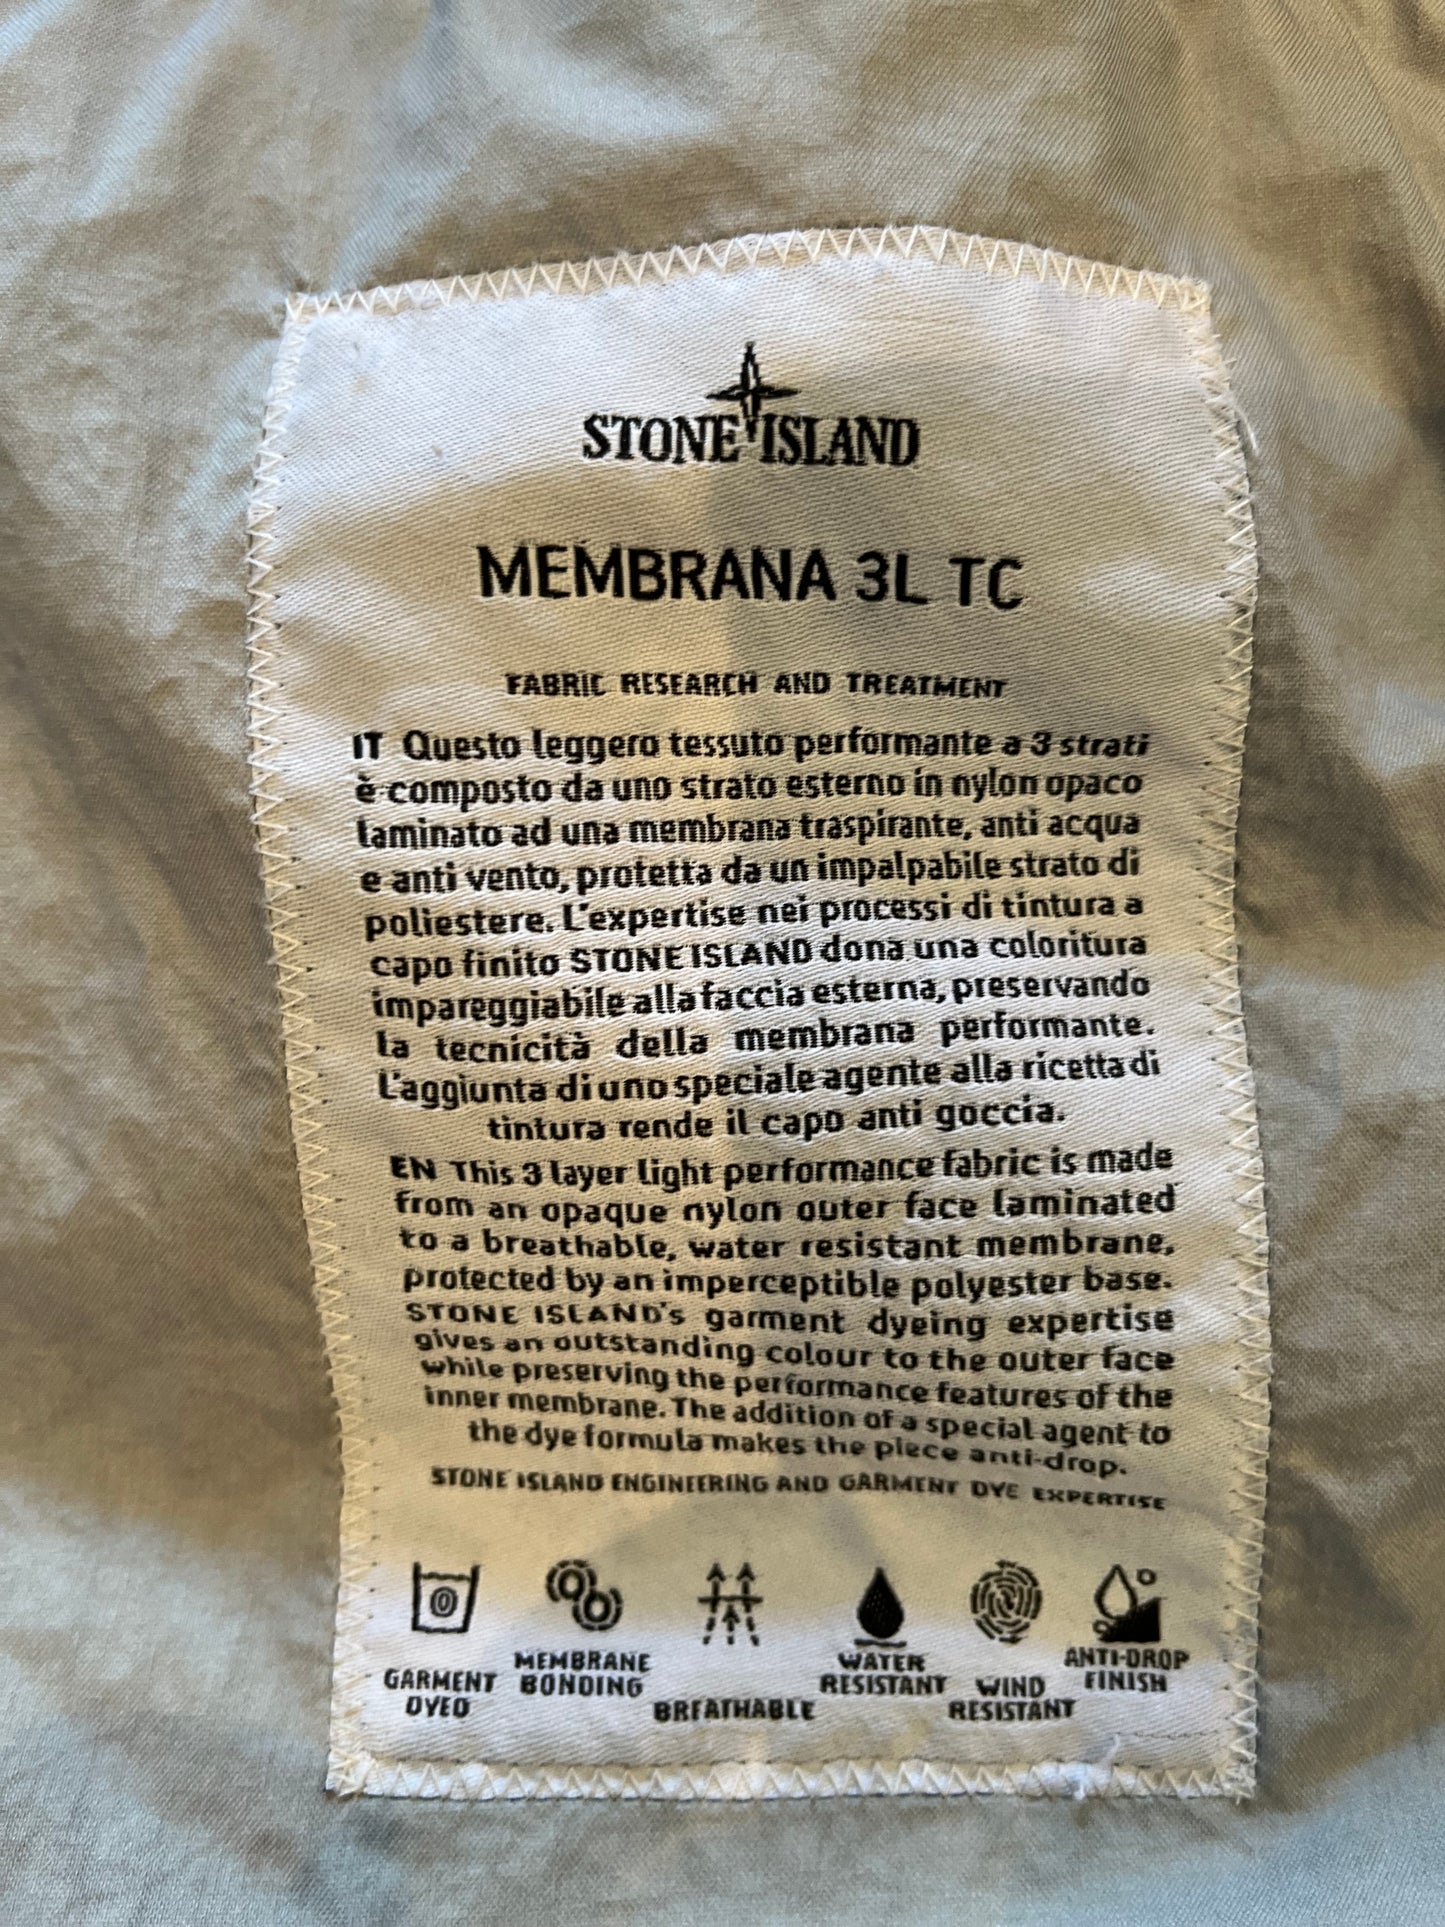 STONE ISLAND
MEMBRANA 3L TC
FABRIC RESEARCH AND TREATMENT
IT Questo leggero tessuto performante a 3 strati
è composto da uno strato esterno in nylon opaco
laminato ad una membrana traspirante, anti acqua
e anti vento, protetta da un impalpabile strato di
poliestere. L'expertise nei processi di tintura a
capo finito STONE ISLAND dona una coloritura
impareggiabile alla faccia esterna, preservando
la tecnicità della membrana performante.
L'aggiunta di uno speciale agente alla ricetta di
tintura rende il capo anti goccia.
EN This 3 layer light performance fabric is made
from an opaque nylon outer face laminated
to a breathable, water resistant membrane,
protected by an imperceptible polyester base.
STONE ISLAND's garment dyeing expertise
gives an outstanding colour to the outer face
while preserving the performance features of the
inner membrane. The addition of a special agent to
the dye formula makes the piece anti-drop.
STONE ISLAND ENGINEERING AND GARMENT DYE EXPERTISE
GARMENT
DYED
MEMBRANE
BONDING
BREATHABLE
WATER
RESISTANT
WIND
RESISTANT
ANTI-DROP
FINISH